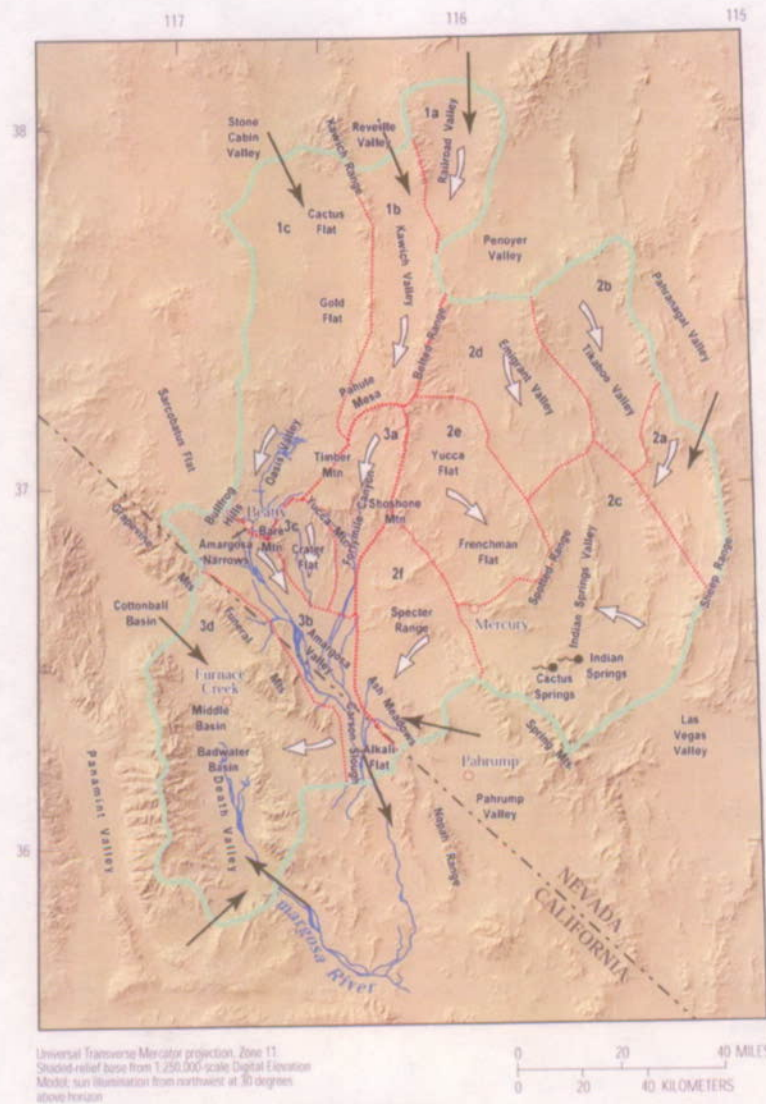 117
116
115
38
Stone
Cabin
Valley
Kawich Range
Reveille
Valley
1a
Railroad Valley
1c
Cactus
Flat
1b
Kawich Valley
Penoyer
Valley
2b
Pahranagat Valley
Gold
Flat
Belted Range
2d
Emigrant Valley
Tikaboo Valley
Sarcobatus Flat
Pahute
Mesa
3a
2e
Yucca
Flat
2a
Oasis Valley
Timber
Mtn
37
2c
Bullfrog
Hills
Beatty
Bare
Mtn
Yucca Mtn
3c
Crater
Flat
Fortymile Canyon
Shoshone
Mtn
Grapevine
Mts
Amargosa
Narrows
Frenchman
Flat
Spotted Range
Indian Springs Valley
Sheep Range
2f
Cottonball
Basin
3d
Funeral
Mts
3b
Amargosa
Valley
Specter
Range
Mercury
Indian
Springs
Cactus
Springs
Furnace
Creek
Middle
Basin
Badwater
Basin
Carson Slough
Ash Meadows
Alkali
Flat
Spring Mts
Las
Vegas
Valley
Pahrump
Pahrump
Valley
Panamint Valley
Death Valley
36
Nopah Range
NEVADA
CALIFORNIA
margosa River
Universal Transverse Mercator projection, Zone 11
Shaded-relief base from 1:250,000-scale Digital Elevation
Model; sun illumination from northwest at 30 degrees
above horizon
0 20 40 MILES
0 20 40 KILOMETERS